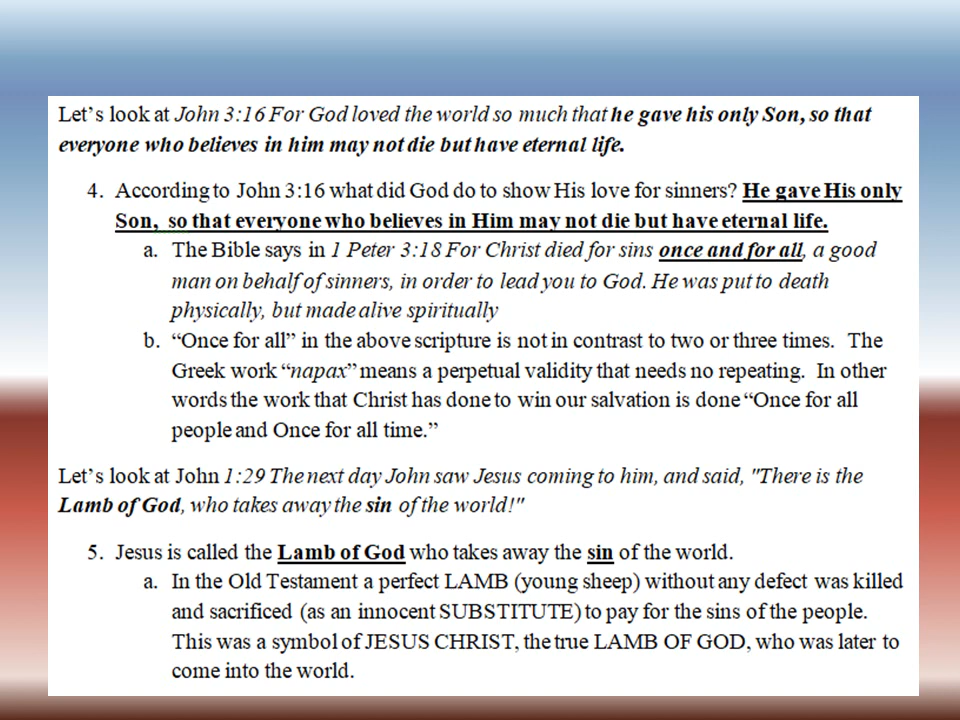 Let's look at John 3:16 For God loved the world so much that he gave his only Son, so that
everyone who believes in him may not die but have eternal life.
4. According to John 3:16 what did God do to show His love for sinners? He gave His only
Son, so that everyone who believes in Him may not die but have eternal life.
a. The Bible says in 1 Peter 3:18 For Christ died for sins once and for all, a good
man on behalf of sinners, in order to lead you to God. He was put to death
physically, but made alive spiritually
b. “Once for all” in the above scripture is not in contrast to two or three times. The
Greek work “napax” means a perpetual validity that needs no repeating. In other
words the work that Christ has done to win our salvation is done “Once for all
people and Once for all time.”
Let's look at John 1:29 The next day John saw Jesus coming to him, and said, "There is the
Lamb of God, who takes away the sin of the world!"
5. Jesus is called the Lamb of God who takes away the sin of the world.
a. In the Old Testament a perfect LAMB (young sheep) without any defect was killed
and sacrificed (as an innocent SUBSTITUTE) to pay for the sins of the people.
This was a symbol of JESUS CHRIST, the true LAMB OF GOD, who was later to
come into the world.